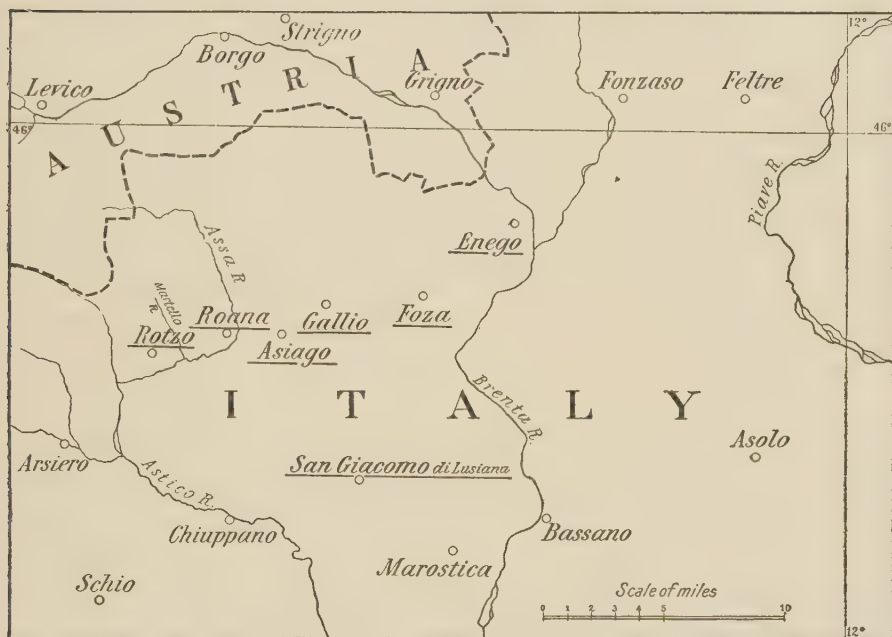 Strigno
12°
Borgo
AUSTRIA
Levico
Grigno
Fonzaso
Feltre
46°
46°
Piave R.
Enego
Assa R
Martello
R.
Roana
Gallio
Foza
Rotzo
Asiago
ITALY
Brenta R.
Arsiero
Asolo
San Giacomo di Lusiana
Astico R.
Chiuppano
Bassano
Marostica
Schio
Scale of miles
0 1 2 3 4 5 10
12°